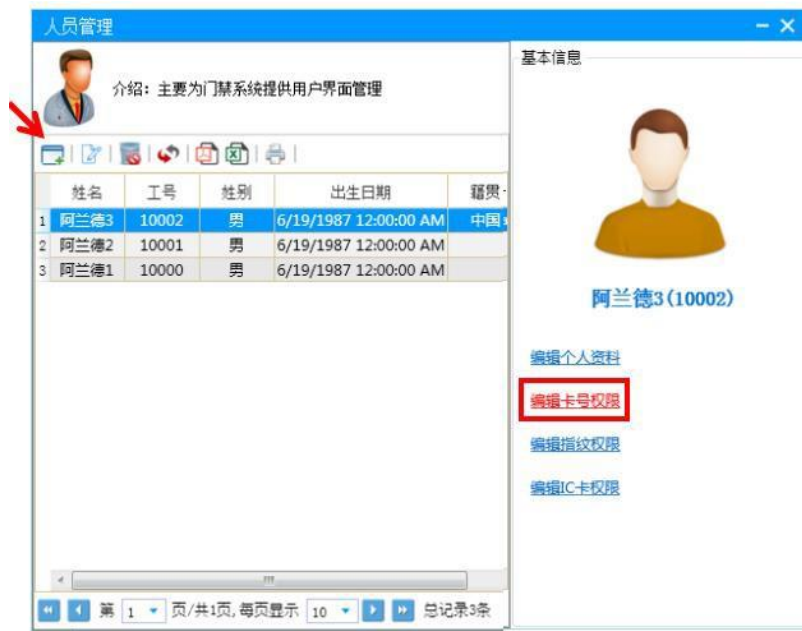 人员管理
介绍：主要为门禁系统提供用户界面管理
姓名 工号 姓别 出生日期 籍贯
1 阿兰德3 10002 男 6/19/1987 12:00:00 AM 中国
2 阿兰德2 10001 男 6/19/1987 12:00:00 AM
3 阿兰德1 10000 男 6/19/1987 12:00:00 AM
第 1 页/共1页,每页显示 10 总记录3条
基本信息
阿兰德3(10002)
编辑个人资料
编辑卡号权限
编辑指纹权限
编辑IC卡权限